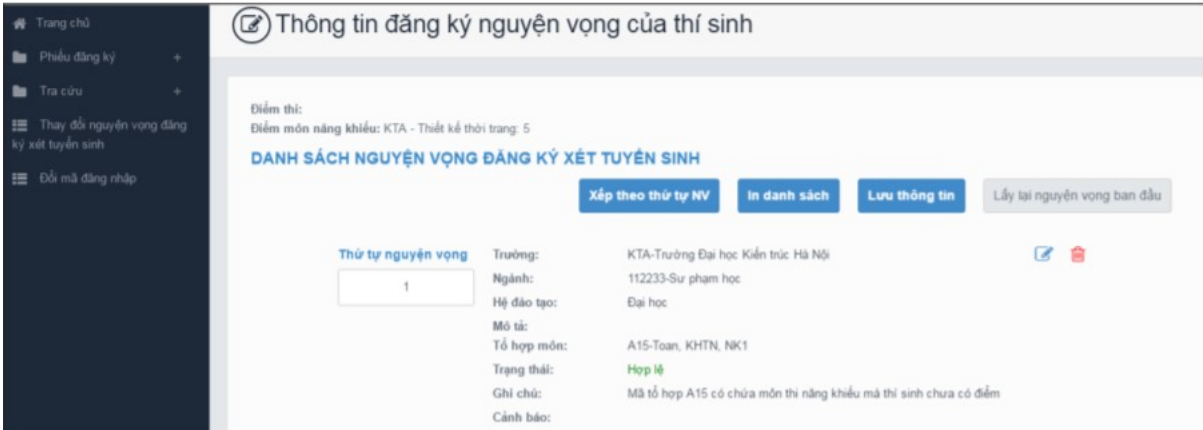 Trang chủ
Phiếu đăng ký +
Tra cứu +
Thay đổi nguyện vọng đăng
ký xét tuyển sinh
Đổi mã đăng nhập
Thông tin đăng ký nguyện vọng của thí sinh
Điểm thi:
Điểm môn năng khiếu: KTA - Thiết kế thời trang: 5
DANH SÁCH NGUYỆN VỌNG ĐĂNG KÝ XÉT TUYỂN SINH
Xếp theo thứ tự NV In danh sách Lưu thông tin Lấy lại nguyện vọng ban đầu
Thứ tự nguyện vọng
1
Trường: KTA-Trường Đại học Kiến trúc Hà Nội
Ngành: 112233-Sư phạm học
Hệ đào tạo: Đại học
Mô tả:
Tổ hợp môn: A15-Toan, KHTN, NK1
Trạng thái: Hợp lệ
Ghi chú: Mã tổ hợp A15 có chứa môn thi năng khiếu mà thí sinh chưa có điểm
Cảnh báo: